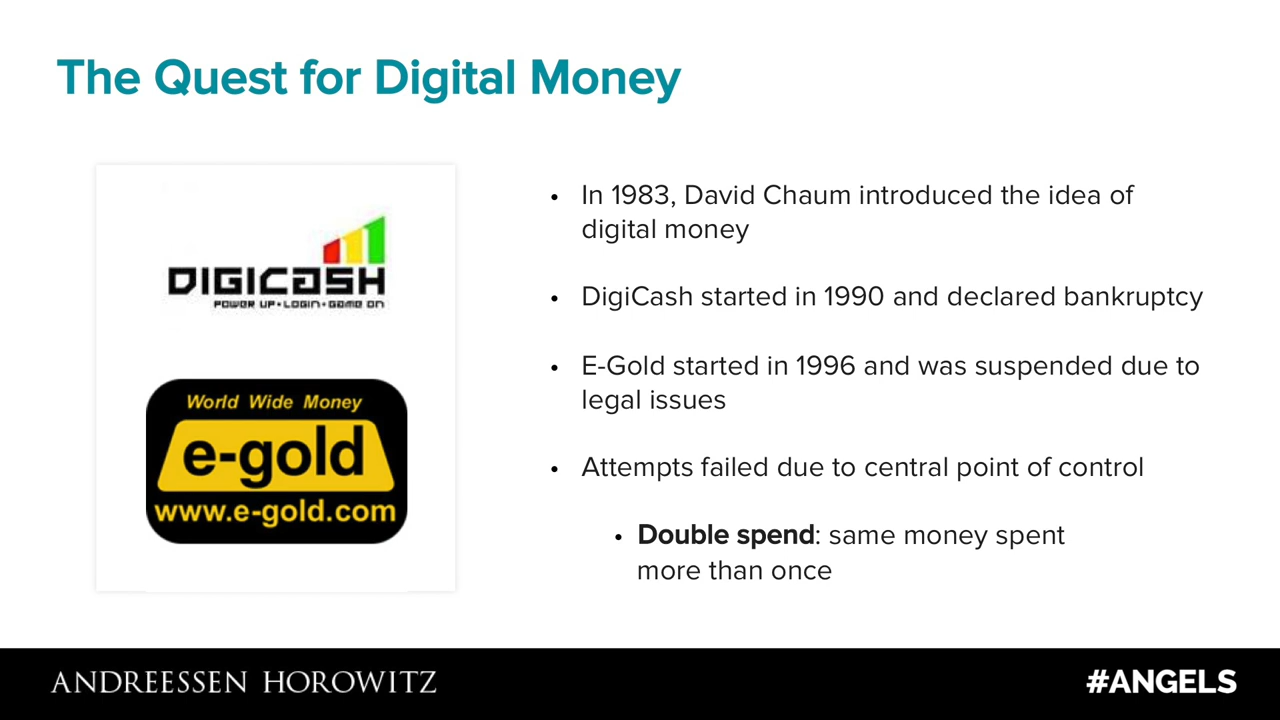 The Quest for Digital Money
DIGICASH
POWER UP•LOGIN•GAME ON
World Wide Money
e-gold
www.e-gold.com
• In 1983, David Chaum introduced the idea of
digital money
• DigiCash started in 1990 and declared bankruptcy
• E-Gold started in 1996 and was suspended due to
legal issues
• Attempts failed due to central point of control
• Double spend: same money spent
more than once
ANDREESSEN HOROWITZ
#ANGELS